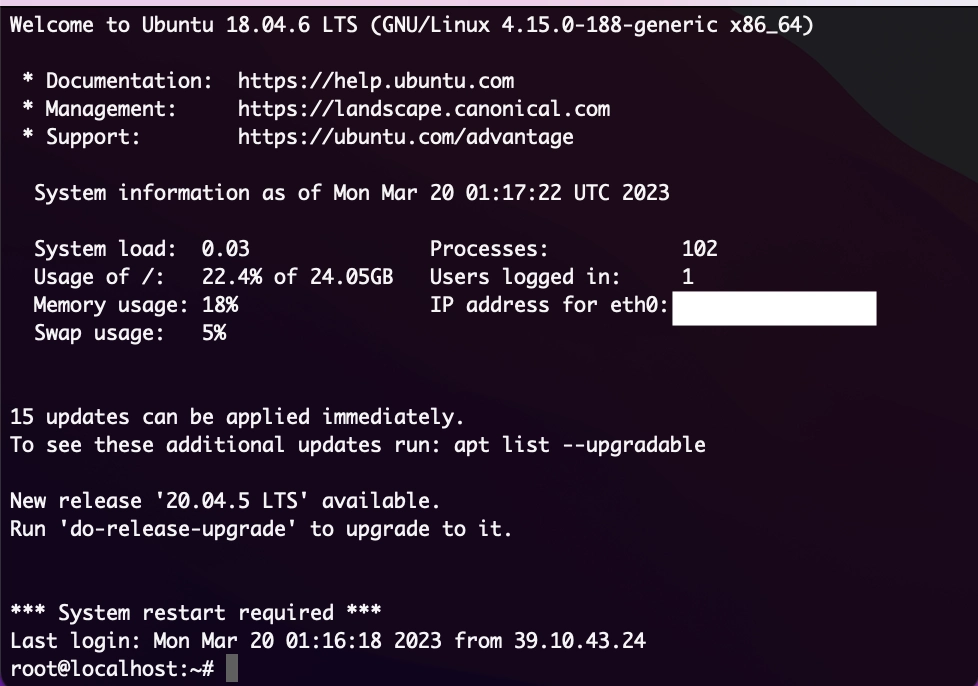 Welcome to Ubuntu 18.04.6 LTS (GNU/Linux 4.15.0-188-generic x86_64)
* Documentation: https://help.ubuntu.com
* Management: https://landscape.canonical.com
* Support: https://ubuntu.com/advantage
System information as of Mon Mar 20 01:17:22 UTC 2023
System load: 0.03 Processes: 102
Usage of /: 22.4% of 24.05GB Users logged in: 1
Memory usage: 18% IP address for eth0:
Swap usage: 5%
15 updates can be applied immediately.
To see these additional updates run: apt list --upgradable
New release '20.04.5 LTS' available.
Run 'do-release-upgrade' to upgrade to it.
*** System restart required ***
Last login: Mon Mar 20 01:16:18 2023 from 39.10.43.24
root@localhost:~#